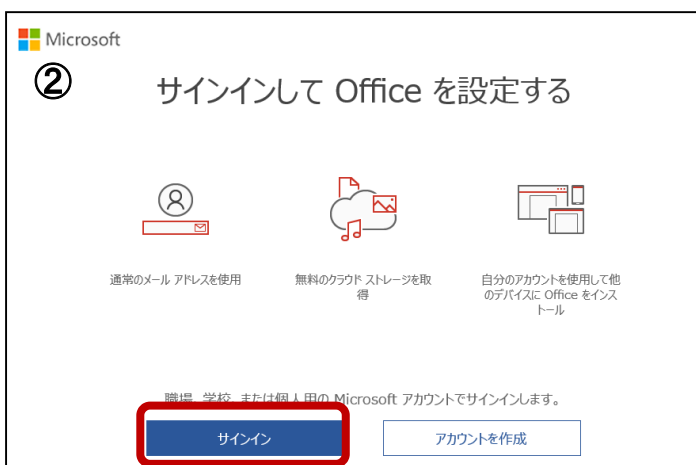 Microsoft
②
サインインして Office を設定する
通常のメール アドレスを使用
無料のクラウド ストレージを取
得
自分のアカウントを使用して他
のデバイスに Office をインス
トール
職場、学校、または個人用の Microsoft アカウントでサインインします。
サインイン
アカウントを作成